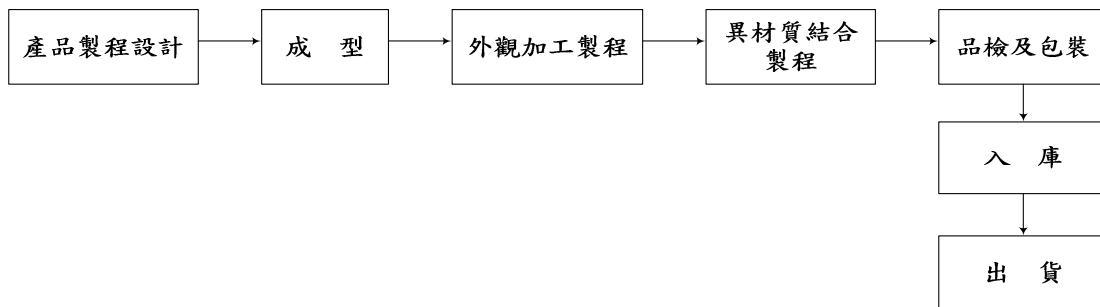 產品製程設計
成 型
外觀加工製程
異材質結合
製程
品檢及包裝
入 庫
出 貨